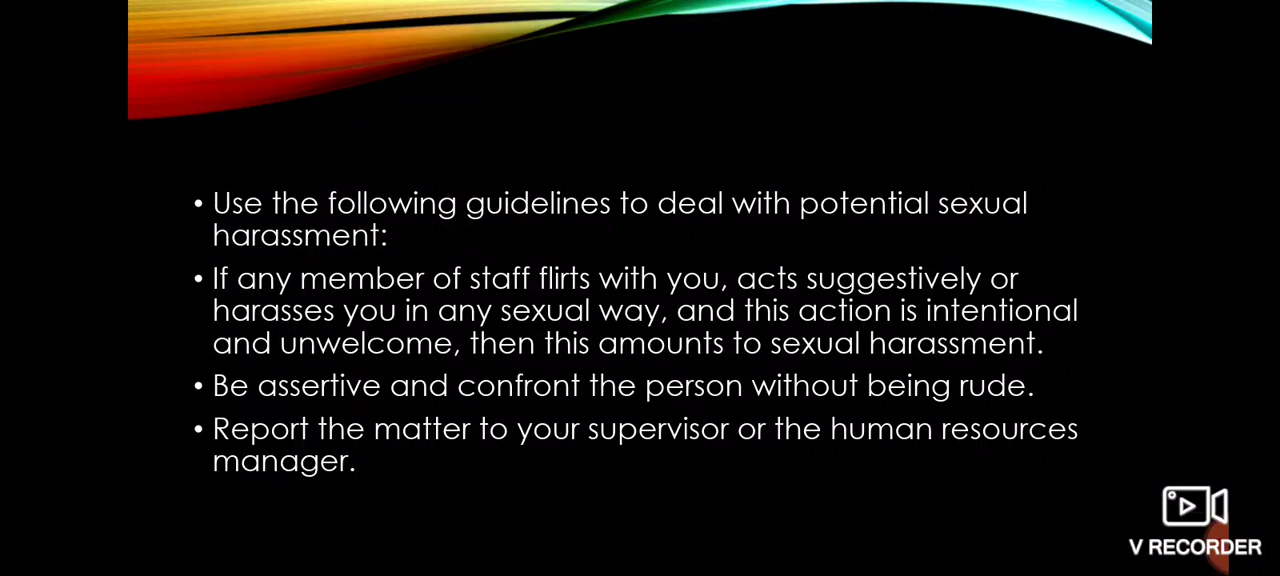 • Use the following guidelines to deal with potential sexual
harassment:
• If any member of staff flirts with you, acts suggestively or
harasses you in any sexual way, and this action is intentional
and unwelcome, then this amounts to sexual harassment.
• Be assertive and confront the person without being rude.
• Report the matter to your supervisor or the human resources
manager.
V RECORDER